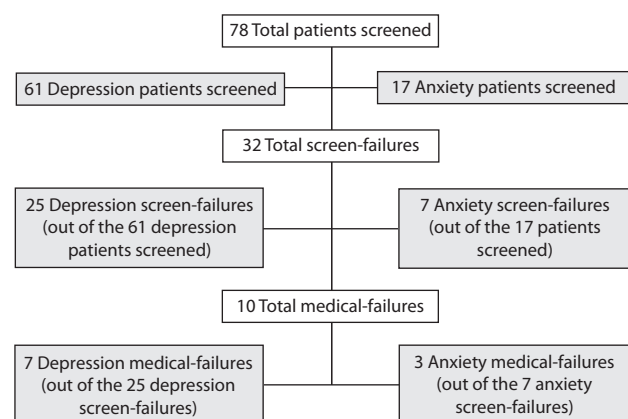 78 Total patients screened
61 Depression patients screened
17 Anxiety patients screened
32 Total screen-failures
25 Depression screen-failures
(out of the 61 depression
patients screened)
7 Anxiety screen-failures
(out of the 17 patients
screened)
10 Total medical-failures
7 Depression medical-failures
(out of the 25 depression
screen-failures)
3 Anxiety medical-failures
(out of the 7 anxiety
screen-failures)